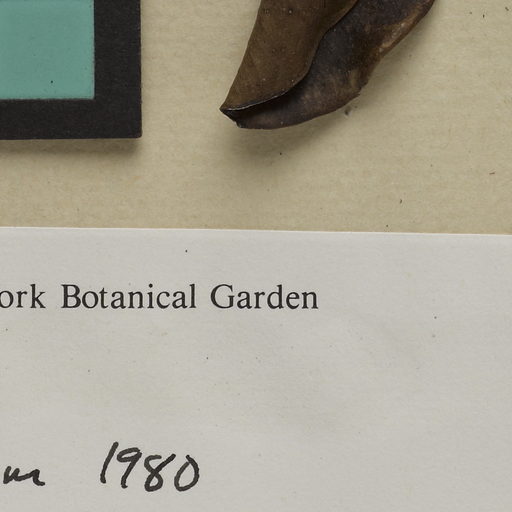 ork Botanical Garden
m 1980